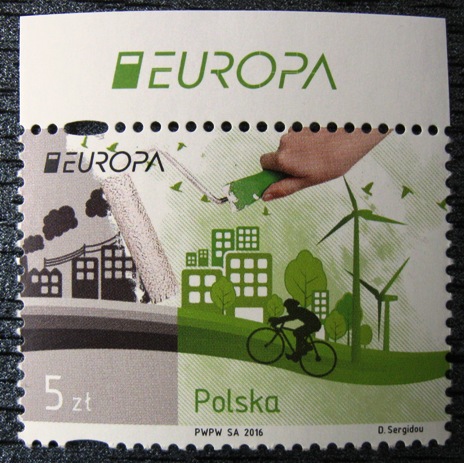 EUROPA
EUROPA
5 zł
Polska
PWPW SA 2016
D. Sergidou